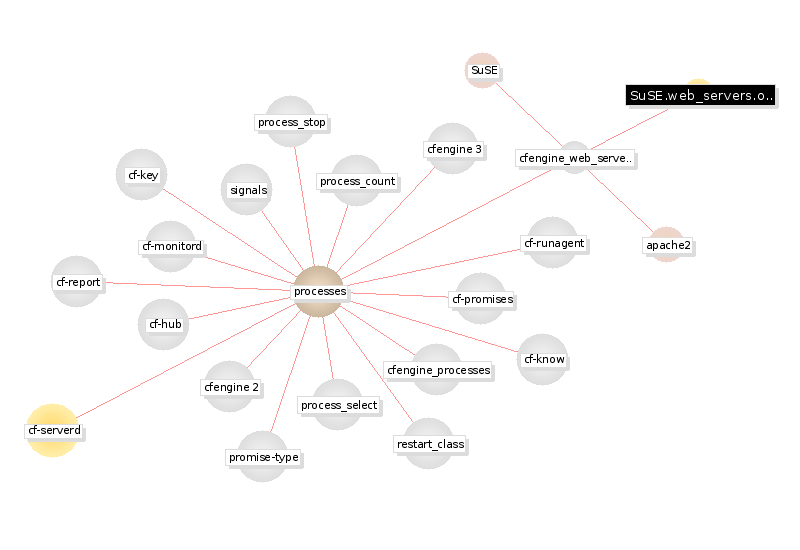 SuSE
SuSE.web_servers.o..
process_stop
cfengine 3
cfengine_web_serve..
cf-key
process_count
signals
cf-runagent
apache2
cf-monitord
cf-report
processes
cf-promises
cf-hub
cf-know
cfengine_processes
cfengine 2
process_select
cf-serverd
restart_class
promise-type